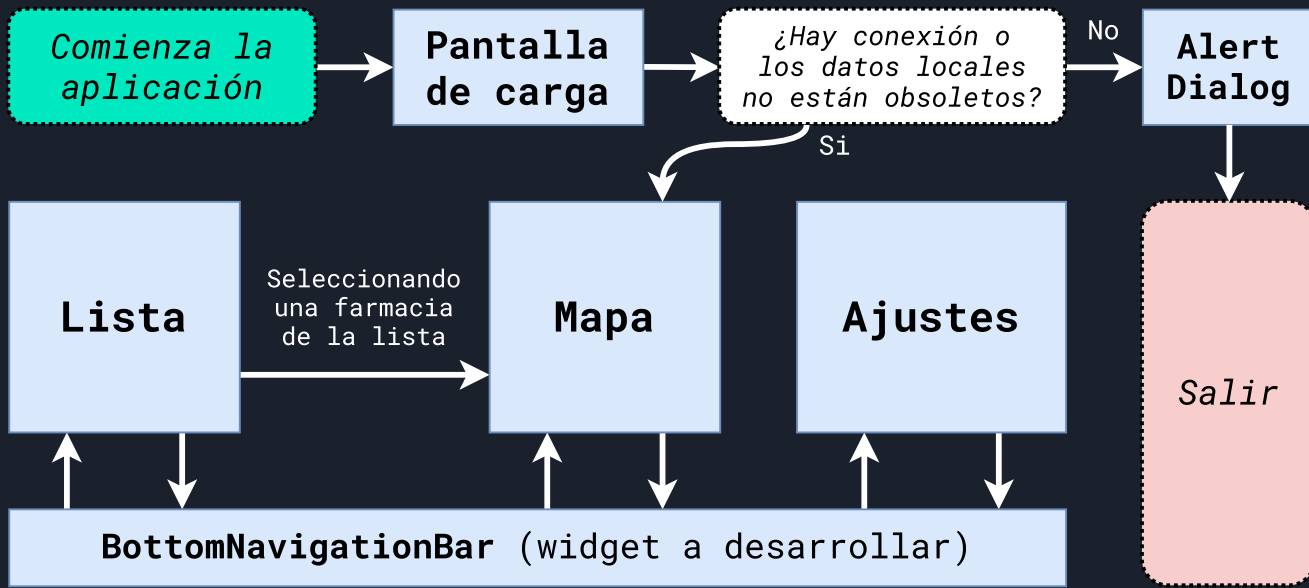 Comienza la
aplicación
Pantalla
de carga
¿Hay conexión o
los datos locales
no están obsoletos?
No
Alert
Dialog
Si
Lista
Seleccionando
una farmacia
de la lista
Mapa
Ajustes
Salir
BottomNavigationBar (widget a desarrollar)